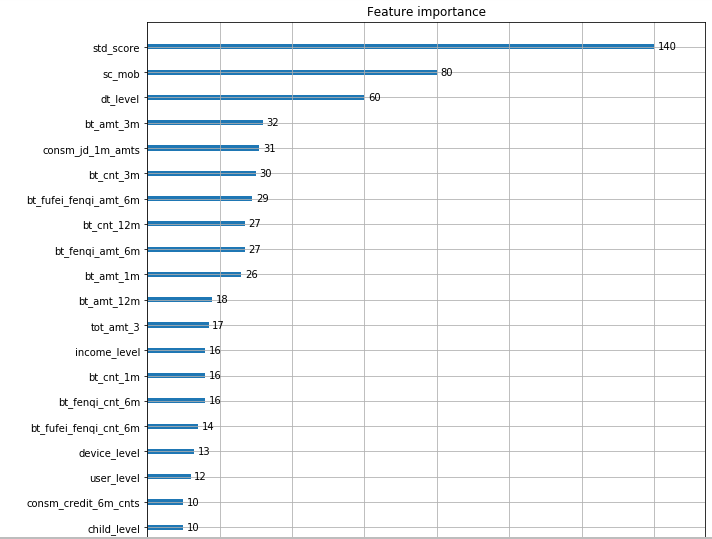 Feature importance
std_score 140
sc_mob 80
dt_level 60
bt_amt_3m 32
consm_jd_1m_amts 31
bt_cnt_3m 30
bt_fufei_fenqi_amt_6m 29
bt_cnt_12m 27
bt_fenqi_amt_6m 27
bt_amt_1m 26
bt_amt_12m 18
tot_amt_3 17
income_level 16
bt_cnt_1m 16
bt_fenqi_cnt_6m 16
bt_fufei_fenqi_cnt_6m 14
device_level 13
user_level 12
consm_credit_6m_cnts 10
child_level 10